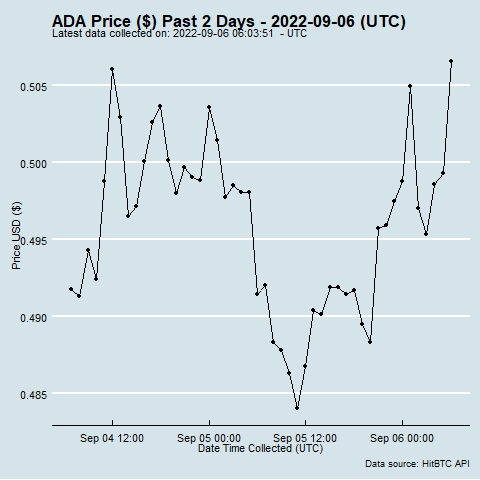 ADA Price ($) Past 2 Days - 2022-09-06 (UTC)
Latest data collected on: 2022-09-06 06:03:51  - UTC
Price USD ($)
0.505
0.500
0.495
0.490
0.485
Sep 04 12:00 Sep 05 00:00 Sep 05 12:00 Sep 06 00:00
Date Time Collected (UTC)
Data source: HitBTC API